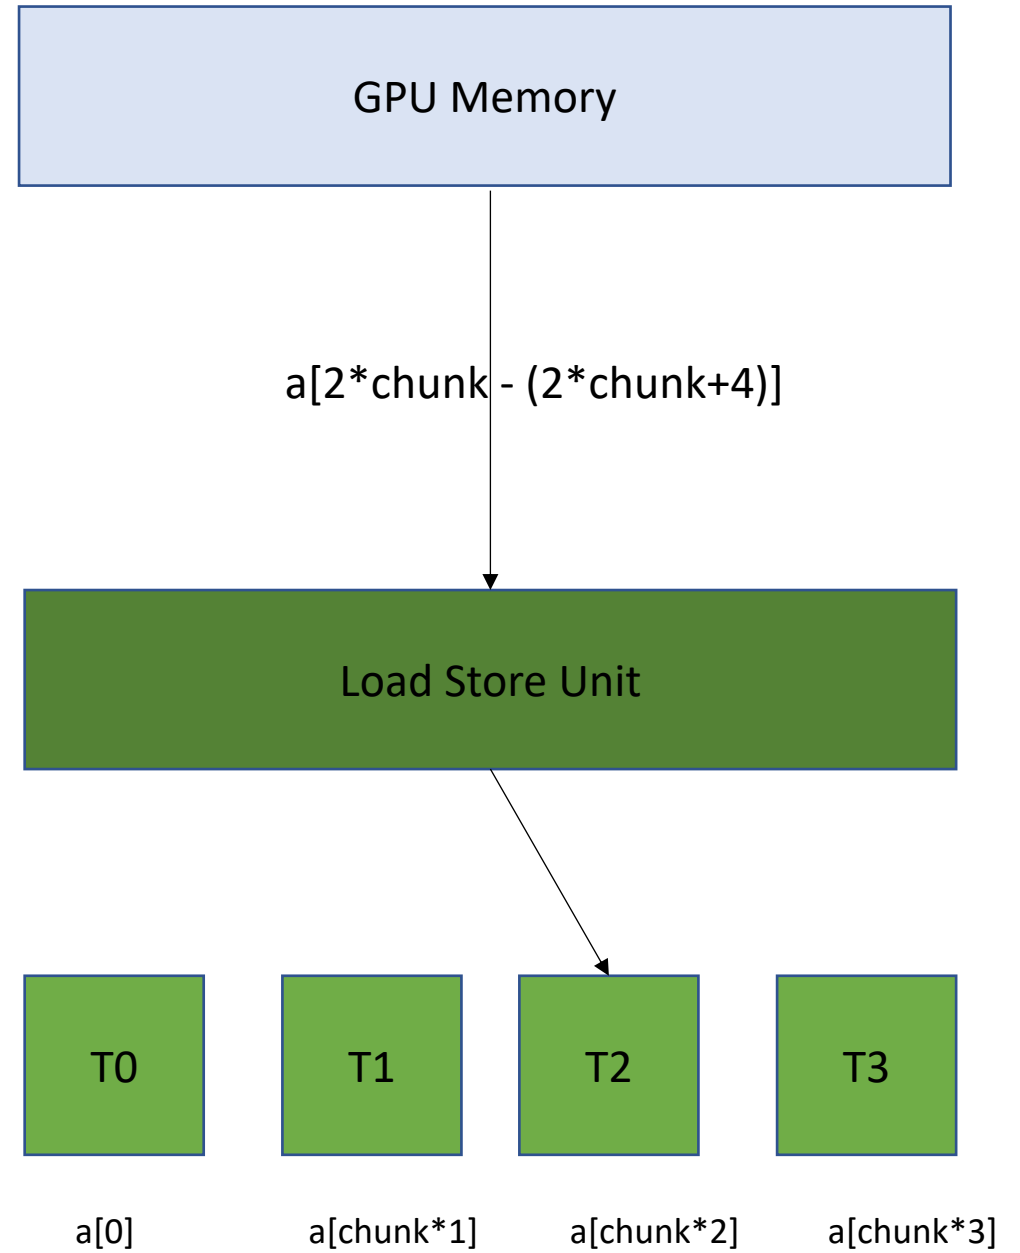 GPU Memory
a[2*chunk - (2*chunk+4)]
Load Store Unit
T0 T1 T2 T3
a[0] a[chunk*1] a[chunk*2] a[chunk*3]